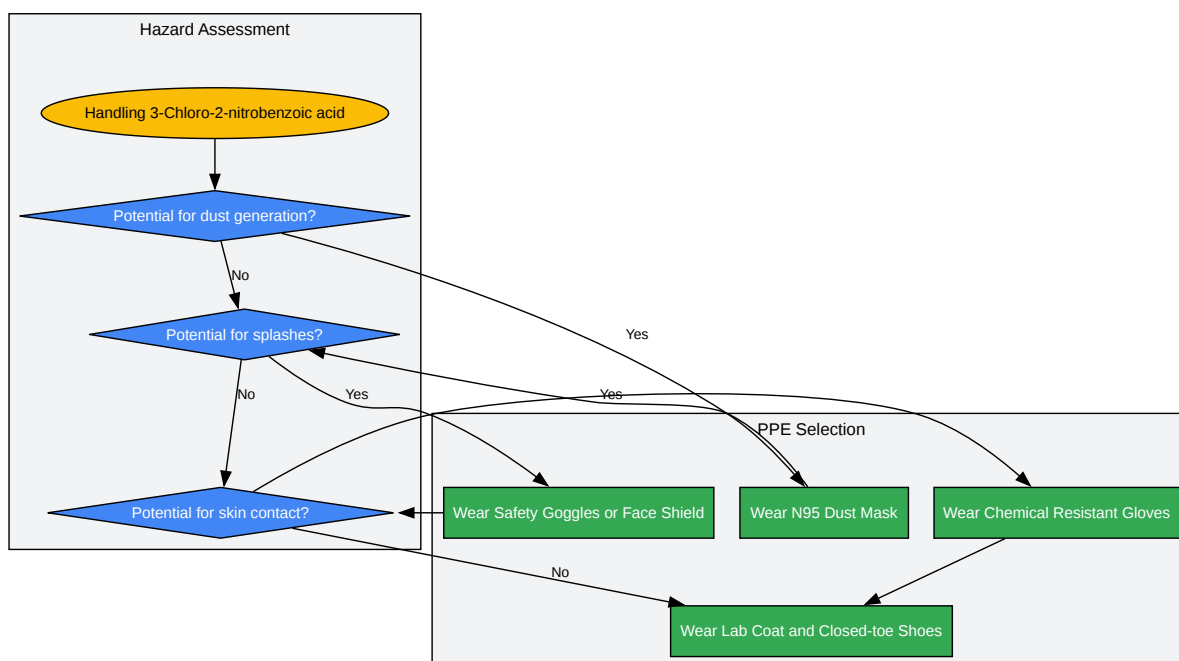 Hazard Assessment
Handling 3-Chloro-2-nitrobenzoic acid
Potential for dust generation?
No
Potential for splashes?
Yes
No
Yes
Yes
PPE Selection
Potential for skin contact?
Wear Safety Goggles or Face Shield
Wear N95 Dust Mask
Wear Chemical Resistant Gloves
No
Wear Lab Coat and Closed-toe Shoes